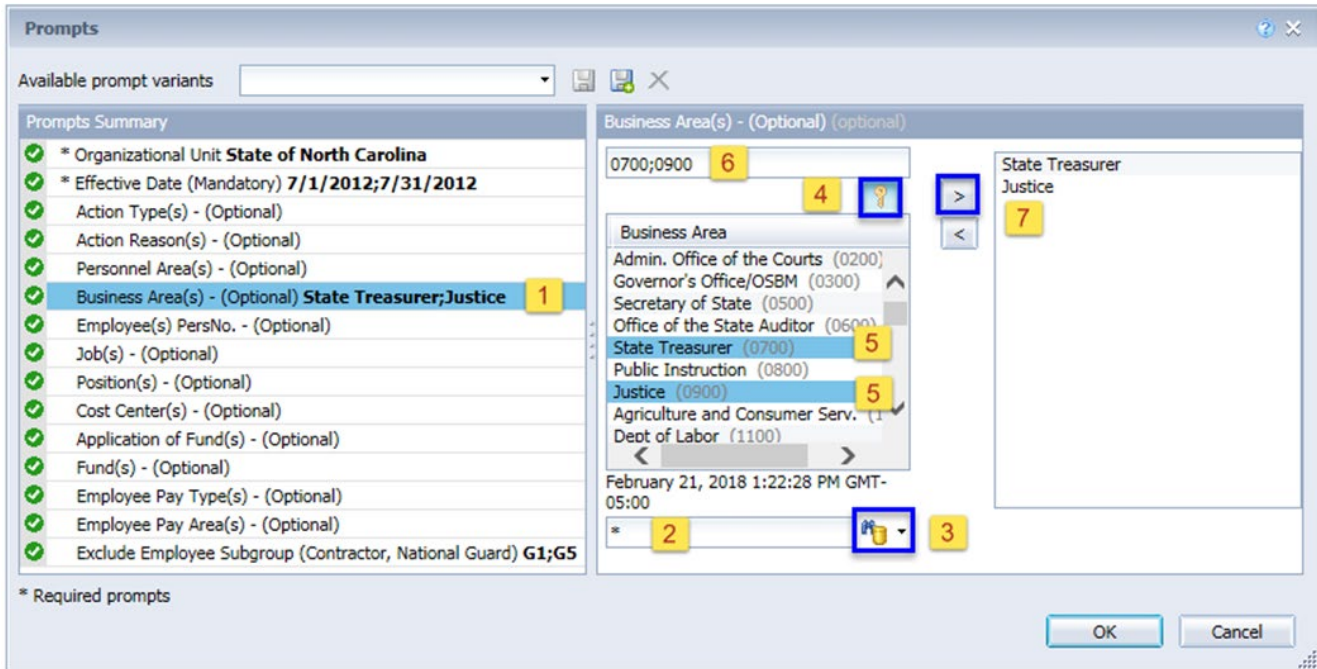 Prompts
Available prompt variants
Prompts Summary
* Organizational Unit State of North Carolina
* Effective Date (Mandatory) 7/1/2012;7/31/2012
Action Type(s) - (Optional)
Action Reason(s) - (Optional)
Personnel Area(s) - (Optional)
Business Area(s) - (Optional) State Treasurer;Justice 1
Employee(s) PersNo. - (Optional)
Job(s) - (Optional)
Position(s) - (Optional)
Cost Center(s) - (Optional)
Application of Fund(s) - (Optional)
Fund(s) - (Optional)
Employee Pay Type(s) - (Optional)
Employee Pay Area(s) - (Optional)
Exclude Employee Subgroup (Contractor, National Guard) G1;G5
Business Area(s) - (Optional) (optional)
0700;0900 6
4
Business Area
Admin. Office of the Courts (0200)
Governor's Office/OSBM (0300)
Secretary of State (0500)
Office of the State Auditor (0600)
State Treasurer (0700) 5
Public Instruction (0800)
Justice (0900) 5
Agriculture and Consumer Serv. (1
Dept of Labor (1100)
February 21, 2018 1:22:28 PM GMT-
05:00
* 2
3
>
<
State Treasurer
Justice
7
* Required prompts
OK
Cancel